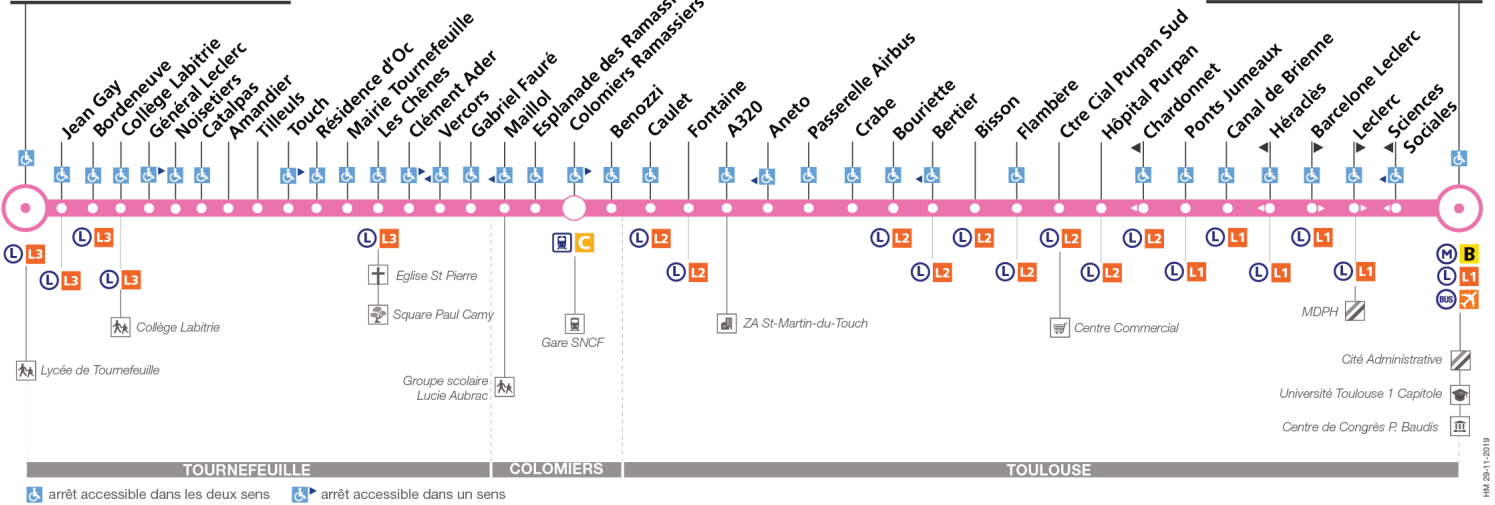 Jean Gay
Bordeneuve
Collège Labitrie
Général Leclerc
Noisetiers
Catalpas
Amandier
Tilleuls
Touch
Résidence d'Oc
Mairie Tournefeuille
Les Chênes
Clément Ader
Vercors
Gabriel Fauré
Maillol
Esplanade des
Colomiers Ramassiers
Benozzi
Caulet
Fontaine
A320
Aneto
Passerelle Airbus
Crabe
Bouriette
Bertier
Bisson
Flambère
Ctre Cial Purpan Sud
Hôpital Purpan
Chardonnet
Ponts Jumeaux
Canal de Brienne
Héraclès
Barcelone Leclerc
Leclerc
Sciences
Sociales
L L3
L L3
L L3
L L3
L L3
C
L L2
L L2
L L2
L L2
L L2
L L2
L L2
L L2
L L1
L L1
L L1
L L1
L L1
M B
L L1
BUS
Eglise St Pierre
Square Paul Camy
Collège Labitrie
Lycée de Tournefeuille
Groupe scolaire
Lucie Aubrac
Gare SNCF
ZA St-Martin-du-Touch
Centre Commercial
MDPH
Cité Administrative
Université Toulouse 1 Capitole
Centre de Congrès P. Baudis
TOURNEFEUILLE
COLOMIERS
TOULOUSE
arrêt accessible dans les deux sens
arrêt accessible dans un sens
HM 29-11-2019